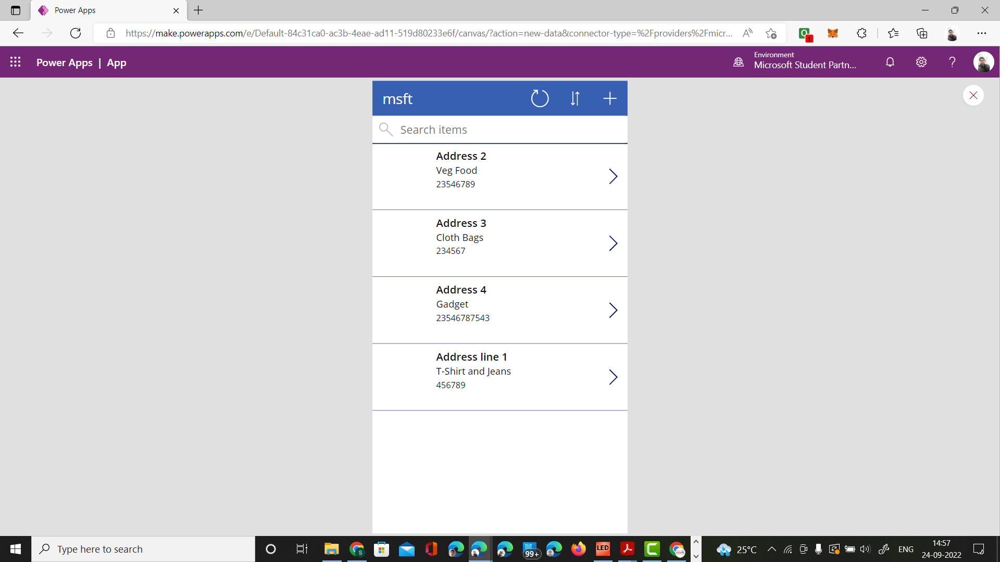 Power Apps
https://make.powerapps.com/e/Default-84c31ca0-ac3b-4eae-ad11-519d80233e6f/canvas/?action=new-data&connector-type=%2Fproviders%2Fmicr...
1
Power Apps | App
Environment
Microsoft Student Partn...
msft
Search items
Address 2
Veg Food
23546789
Address 3
Cloth Bags
234567
Address 4
Gadget
23546787543
Address line 1
T-Shirt and Jeans
456789
Type here to search
S
99+
LED
25°C
ENG
14:57
24-09-2022